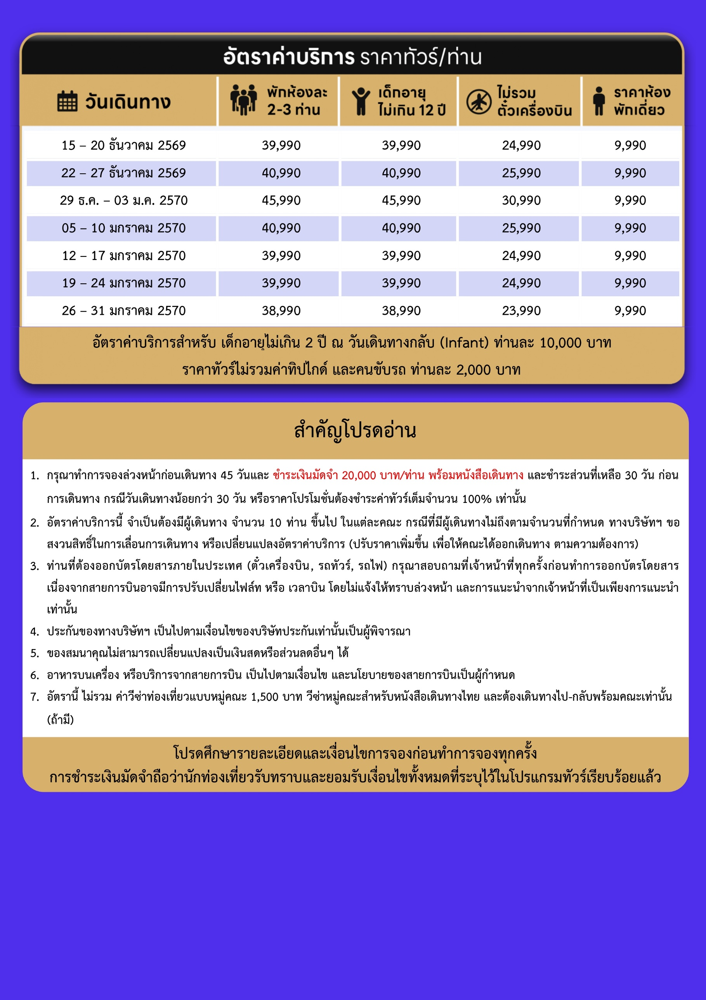 อัตราค่าบริการ ราคาทัวร์/ท่าน
วันเดินทาง พักห้องละ 2-3 ท่าน เด็กอายุ ไม่เกิน 12 ปี ไม่รวม ตั๋วเครื่องบิน ราคาห้อง พักเดี่ยว
15 – 20 ธันวาคม 2569 39,990 39,990 24,990 9,990
22 – 27 ธันวาคม 2569 40,990 40,990 25,990 9,990
29 ธ.ค. – 03 ม.ค. 2570 45,990 45,990 30,990 9,990
05 – 10 มกราคม 2570 40,990 40,990 25,990 9,990
12 – 17 มกราคม 2570 39,990 39,990 24,990 9,990
19 – 24 มกราคม 2570 39,990 39,990 24,990 9,990
26 – 31 มกราคม 2570 38,990 38,990 23,990 9,990
อัตราค่าบริการสำหรับ เด็กอายุไม่เกิน 2 ปี ณ วันเดินทางกลับ (Infant) ท่านละ 10,000 บาท
ราคาทัวร์ไม่รวมค่าทิปไกด์ และคนขับรถ ท่านละ 2,000 บาท
สำคัญโปรดอ่าน
1. กรุณาทำการจองล่วงหน้าก่อนเดินทาง 45 วันและ ชำระเงินมัดจำ 20,000 บาท/ท่าน พร้อมหนังสือเดินทาง และชำระส่วนที่เหลือ 30 วัน ก่อน
การเดินทาง กรณีวันเดินทางน้อยกว่า 30 วัน หรือราคาโปรโมชั่นต้องชำระค่าทัวร์เต็มจำนวน 100% เท่านั้น
2. อัตราค่าบริการนี้ จำเป็นต้องมีผู้เดินทาง จำนวน 10 ท่าน ขึ้นไป ในแต่ละคณะ กรณีที่มีผู้เดินทางไม่ถึงตามจำนวนที่กำหนด ทางบริษัทฯ ขอ
สงวนสิทธิ์ในการเลื่อนการเดินทาง หรือเปลี่ยนแปลงอัตราค่าบริการ (ปรับราคาเพิ่มขึ้น เพื่อให้คณะได้ออกเดินทาง ตามความต้องการ)
3. ท่านที่ต้องออกบัตรโดยสารภายในประเทศ (ตั๋วเครื่องบิน, รถทัวร์, รถไฟ) กรุณาสอบถามที่เจ้าหน้าที่ทุกครั้งก่อนทำการออกบัตรโดยสาร
เนื่องจากสายการบินอาจมีการปรับเปลี่ยนไฟล์ท หรือ เวลาบิน โดยไม่แจ้งให้ทราบล่วงหน้า และการแนะนำจากเจ้าหน้าที่เป็นเพียงการแนะนำ
เท่านั้น
4. ประกันของทางบริษัทฯ เป็นไปตามเงื่อนไขของบริษัทประกันเท่านั้นเป็นผู้พิจารณา
5. ของสมนาคุณไม่สามารถเปลี่ยนแปลงเป็นเงินสดหรือส่วนลดอื่นๆ ได้
6. อาหารบนเครื่อง หรือบริการจากสายการบิน เป็นไปตามเงื่อนไข และนโยบายของสายการบินเป็นผู้กำหนด
7. อัตรานี้ ไม่รวม ค่าวีซ่าท่องเที่ยวแบบหมู่คณะ 1,500 บาท วีซ่าหมู่คณะสำหรับหนังสือเดินทางไทย และต้องเดินทางไป-กลับพร้อมคณะเท่านั้น
(ถ้ามี)
โปรดศึกษารายละเอียดและเงื่อนไขการจองก่อนทำการจองทุกครั้ง
การชำระเงินมัดจำถือว่านักท่องเที่ยวรับทราบและยอมรับเงื่อนไขทั้งหมดที่ระบุไว้ในโปรแกรมทัวร์เรียบร้อยแล้ว